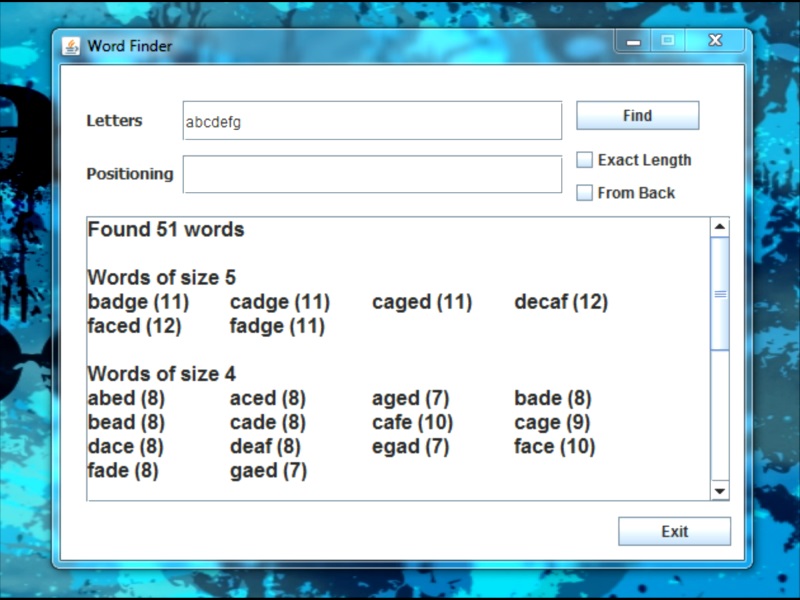 Word Finder
Letters abcdefg Find
Positioning
Exact Length
From Back
Found 51 words
Words of size 5
badge (11) cadge (11) caged (11) decaf (12)
faced (12) fadge (11)
Words of size 4
abed (8) aced (8) aged (7) bade (8)
bead (8) cade (8) cafe (10) cage (9)
dace (8) deaf (8) egad (7) face (10)
fade (8) gaed (7)
Exit